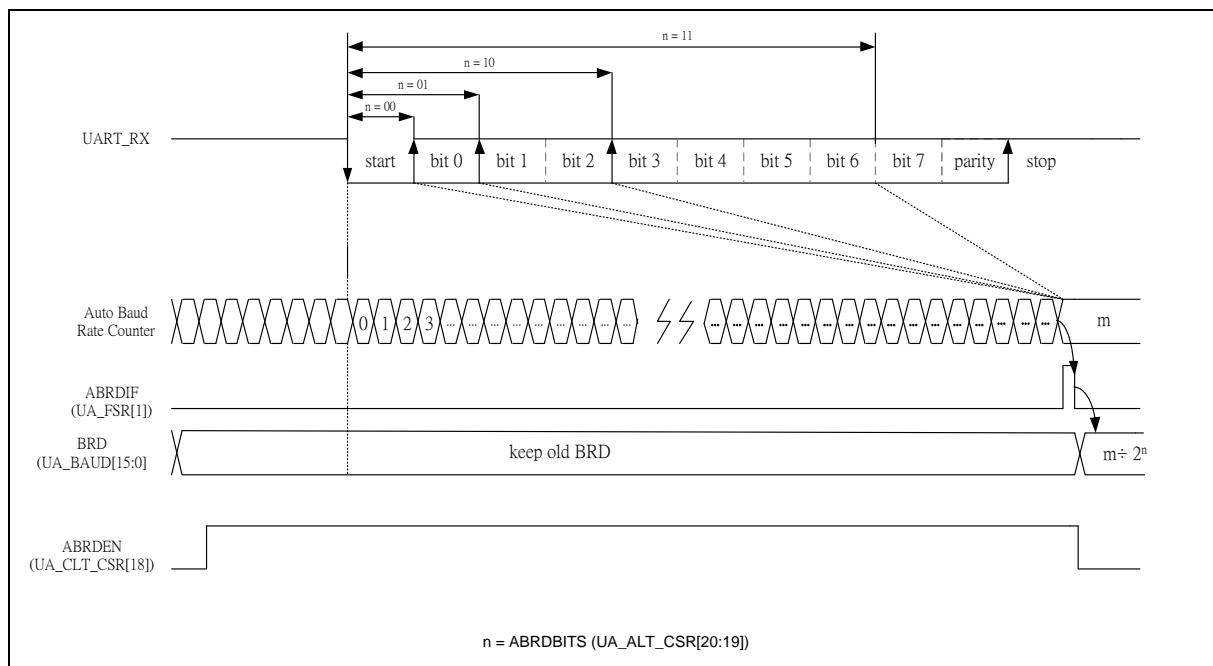 n = 11
n = 10
n = 01
n = 00
UART_RX
start bit 0 bit 1 bit 2 bit 3 bit 4 bit 5 bit 6 bit 7 parity stop
Auto Baud
Rate Counter
0 1 2 3 ... ... ... ... ... ... ... ... ... ... ... ... ... ... ... ... ... ... ... ... ... ... m
ABRDIF
(UA_FSR[1])
BRD
(UA_BAUD[15:0]
keep old BRD
m÷ 2ⁿ
ABRDEN
(UA_CLT_CSR[18])
n = ABRDBITS (UA_ALT_CSR[20:19])